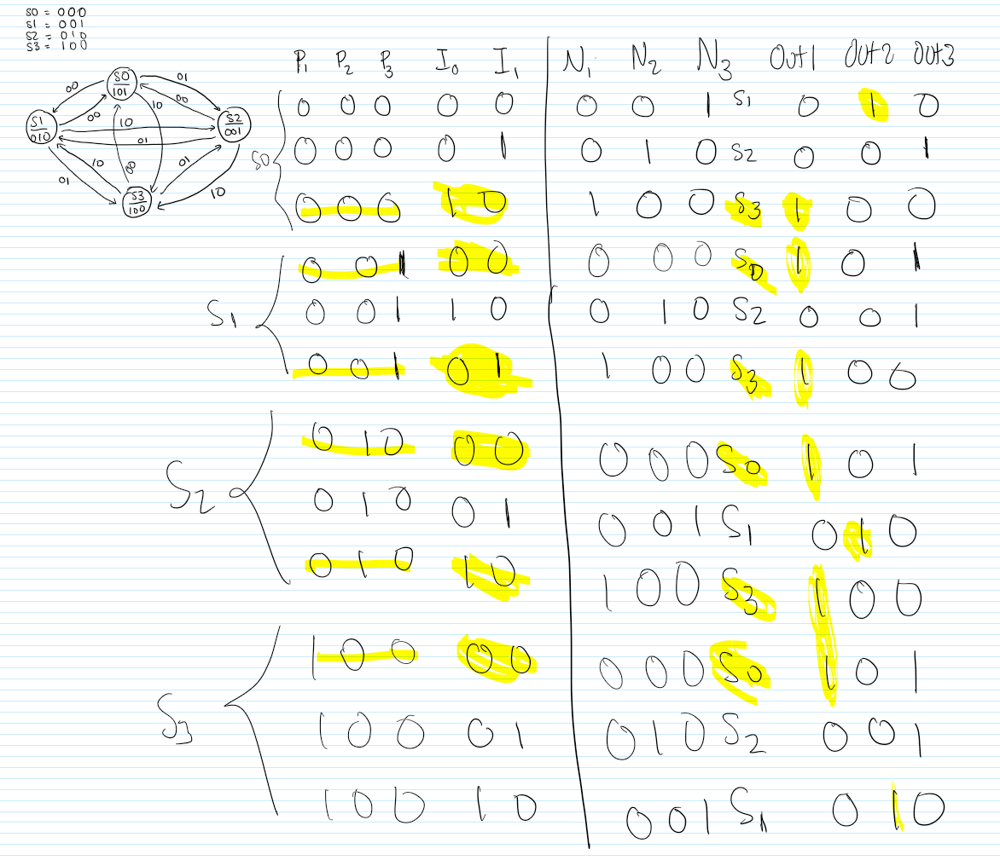 S0 = 000
S1 = 001
S2 = 010
S3 = 100
P1 P2 P3 I0 I1 N1 N2 N3 Out1 Out2 Out3
S0
101
00
01
00
00
10
S1
010
10
01
S2
001
10
00
01
01
10
S3
100
S0
0 0 0 0 0 0 0 1 S1 0 1 0
0 0 0 0 1 0 1 0 S2 0 0 1
0 0 0 1 0 1 0 0 S3 1 0 0
S1
0 0 1 0 0 0 0 0 S0 1 0 1
0 0 1 1 0 0 1 0 S2 0 0 1
0 0 1 0 1 1 0 0 S3 1 0 0
S2
0 1 0 0 0 0 0 0 S0 1 0 1
0 1 0 0 1 0 0 1 S1 0 1 0
0 1 0 1 0 1 0 0 S3 1 0 0
S3
1 0 0 0 0 0 0 0 S0 1 0 1
1 0 0 0 1 0 1 0 S2 0 0 1
1 0 0 1 0 0 0 1 S1 0 1 0